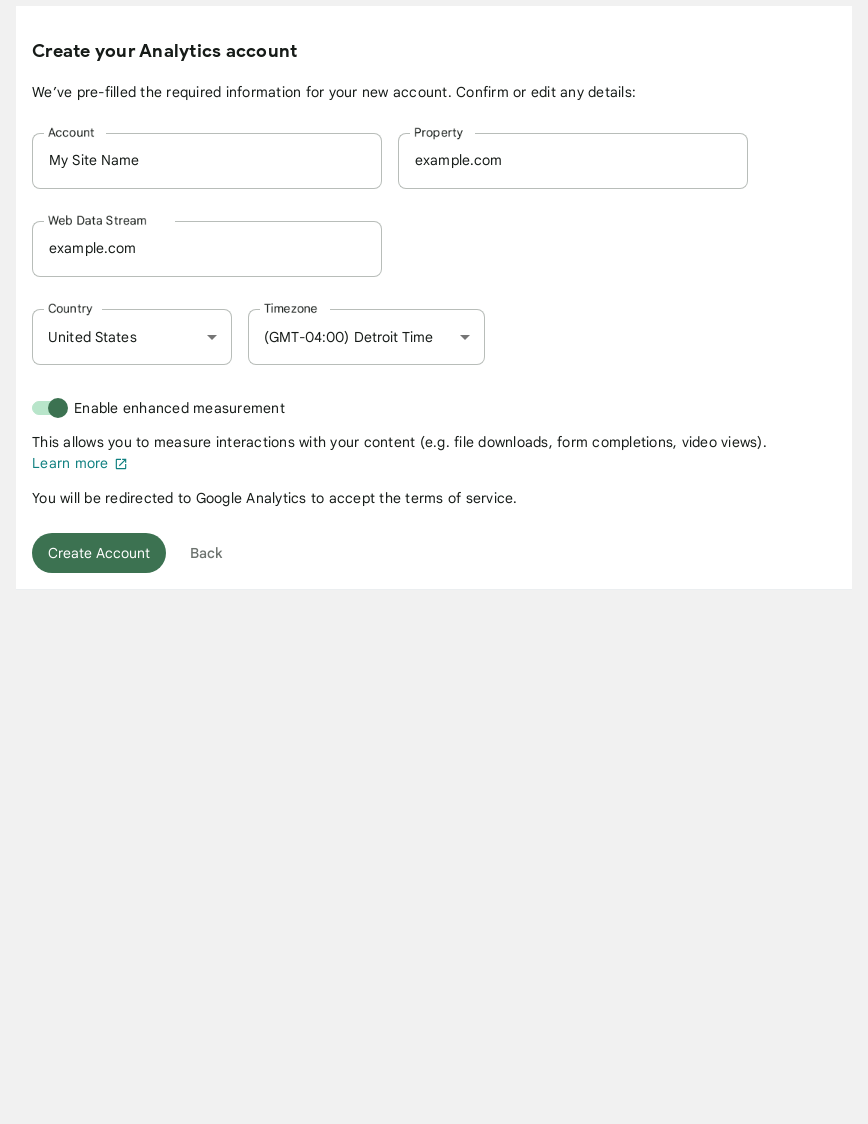 Create your Analytics account
We’ve pre-filled the required information for your new account. Confirm or edit any details:
Account
My Site Name
Property
example.com
Web Data Stream
example.com
Country
United States
Timezone
(GMT-04:00) Detroit Time
Enable enhanced measurement
This allows you to measure interactions with your content (e.g. file downloads, form completions, video views).
Learn more
You will be redirected to Google Analytics to accept the terms of service.
Create Account
Back